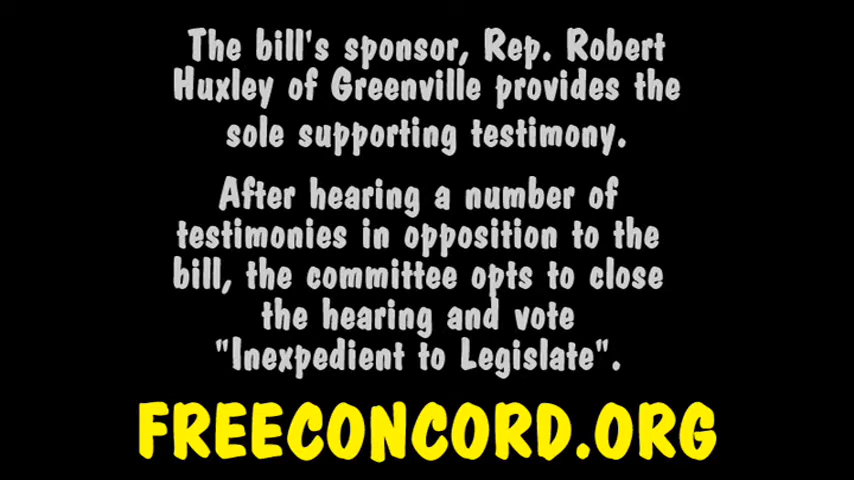 The bill's sponsor, Rep. Robert
Huxley of Greenville provides the
sole supporting testimony.
After hearing a number of
testimonies in opposition to the
bill, the committee opts to close
the hearing and vote
"Inexpedient to Legislate".
FREECONCORD.ORG